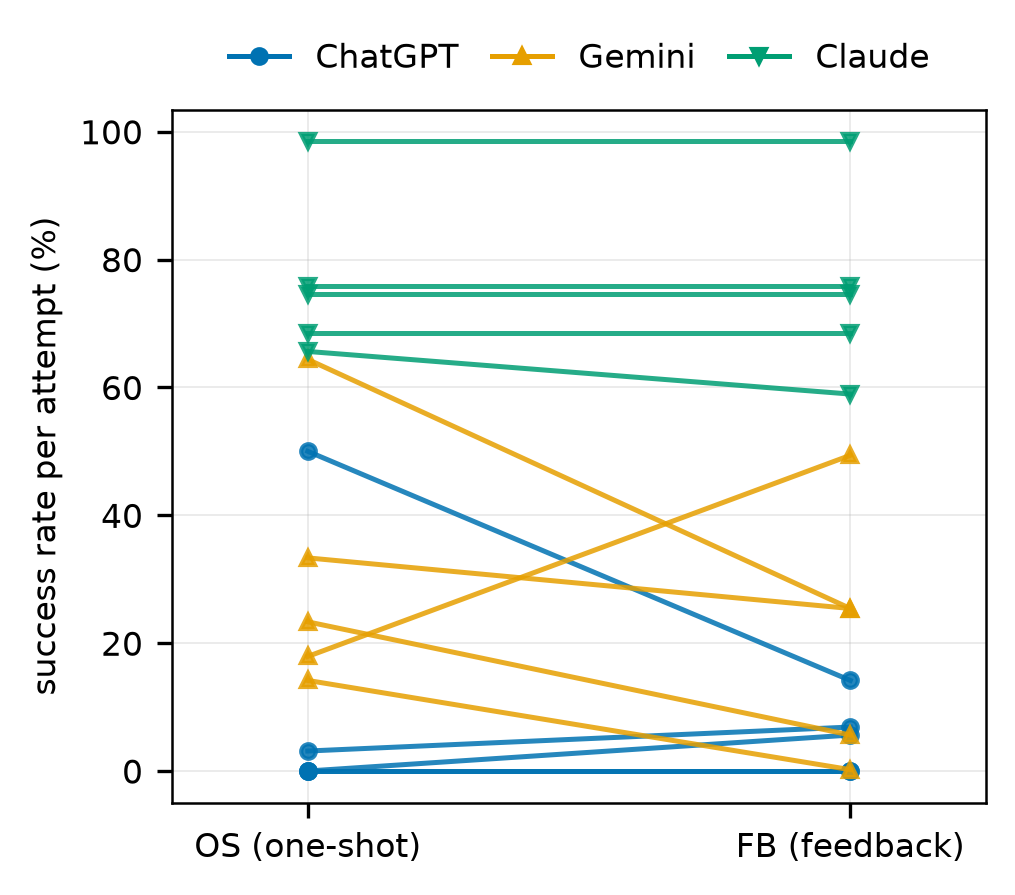 ChatGPT Gemini Claude
100
80
60
40
20
0
success rate per attempt (%)
OS (one-shot) FB (feedback)